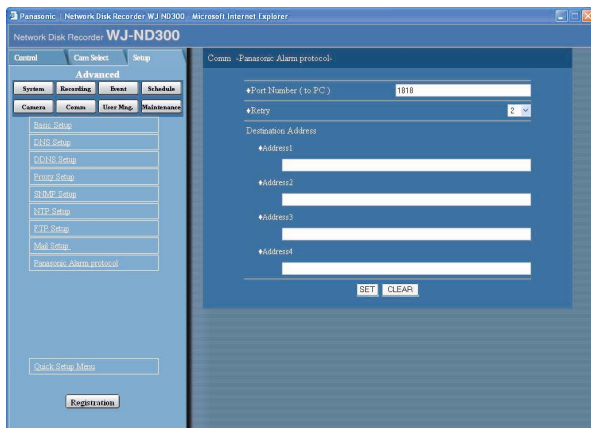 Panasonic | Network Disk Recorder WJ-ND300 - Microsoft Internet Explorer
Network Disk Recorder WJ-ND300
Control Cam Select Setup
Advanced
System Recording Event Schedule
Camera Comm User Mng. Maintenance
Basic Setup
DNS Setup
DDNS Setup
Proxy Setup
SNMP Setup
NTP Setup
FTP Setup
Mail Setup
Panasonic Alarm protocol
Quick Setup Menu
Registration
Comm -Panasonic Alarm protocol-
♦Port Number ( to PC ) 1818
♦Retry 2
Destination Address
♦Address1
♦Address2
♦Address3
♦Address4
SET CLEAR